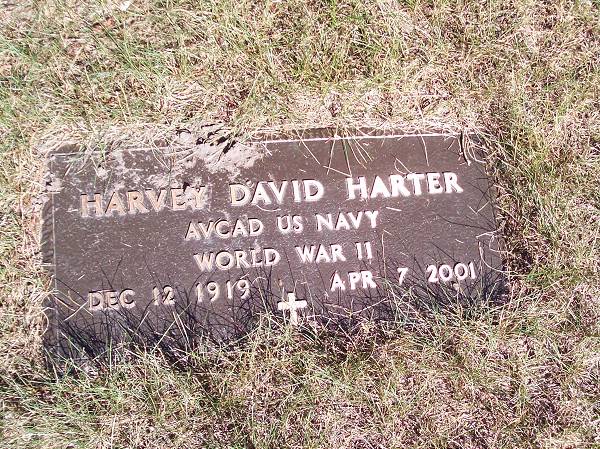 HARVEY DAVID HARTER
AVCAD US NAVY
WORLD WAR II
DEC 12 1919 APR 7 2001